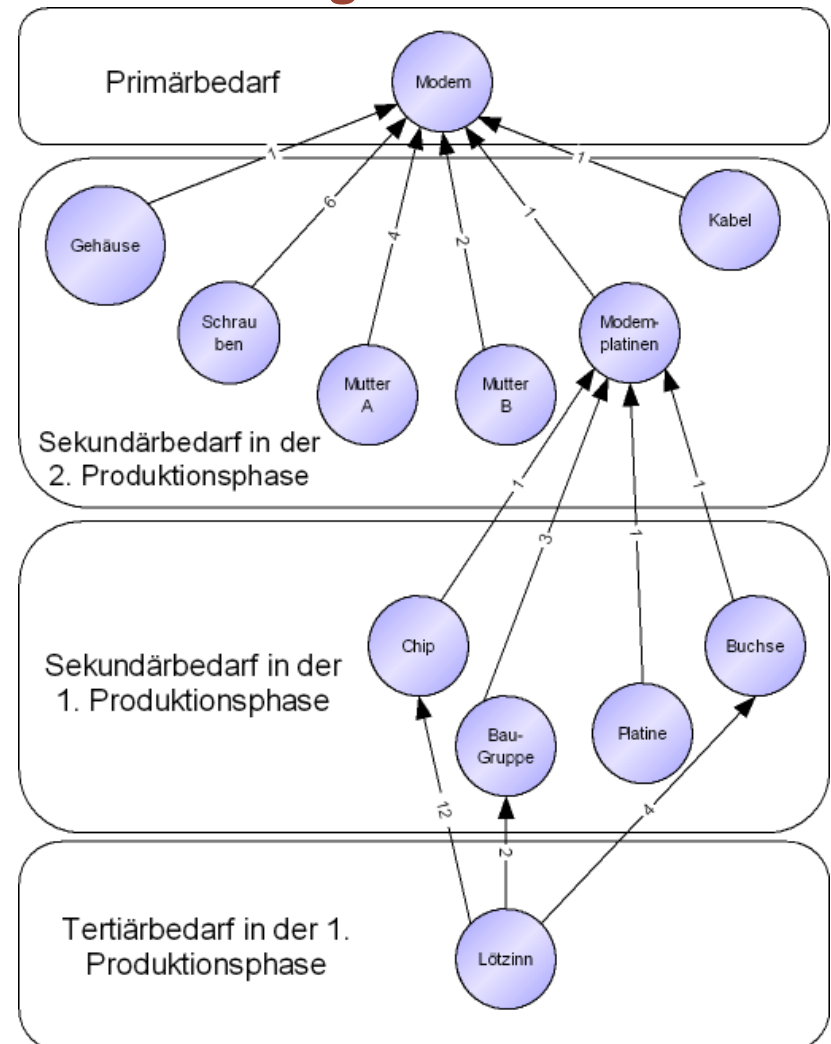 Primärbedarf
Modem
1
6
4
2
1
1
Gehäuse
Kabel
Schrau
ben
Modem-
platinen
Mutter
A
Mutter
B
Sekundärbedarf in der
2. Produktionsphase
1
3
1
1
Sekundärbedarf in der
1. Produktionsphase
Chip
Buchse
Bau-
Gruppe
Platine
12
2
4
Tertiärbedarf in der 1.
Produktionsphase
Lötzinn